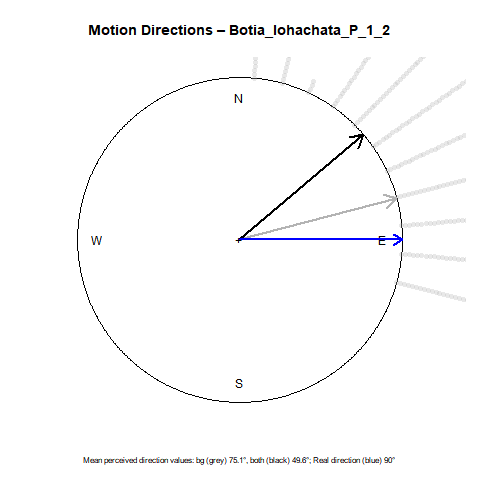 Motion Directions – Botia_lohachata_P_1_2
N
W
E
S
Mean perceived direction values: bg (grey) 75.1°, both (black) 49.6°; Real direction (blue) 90°